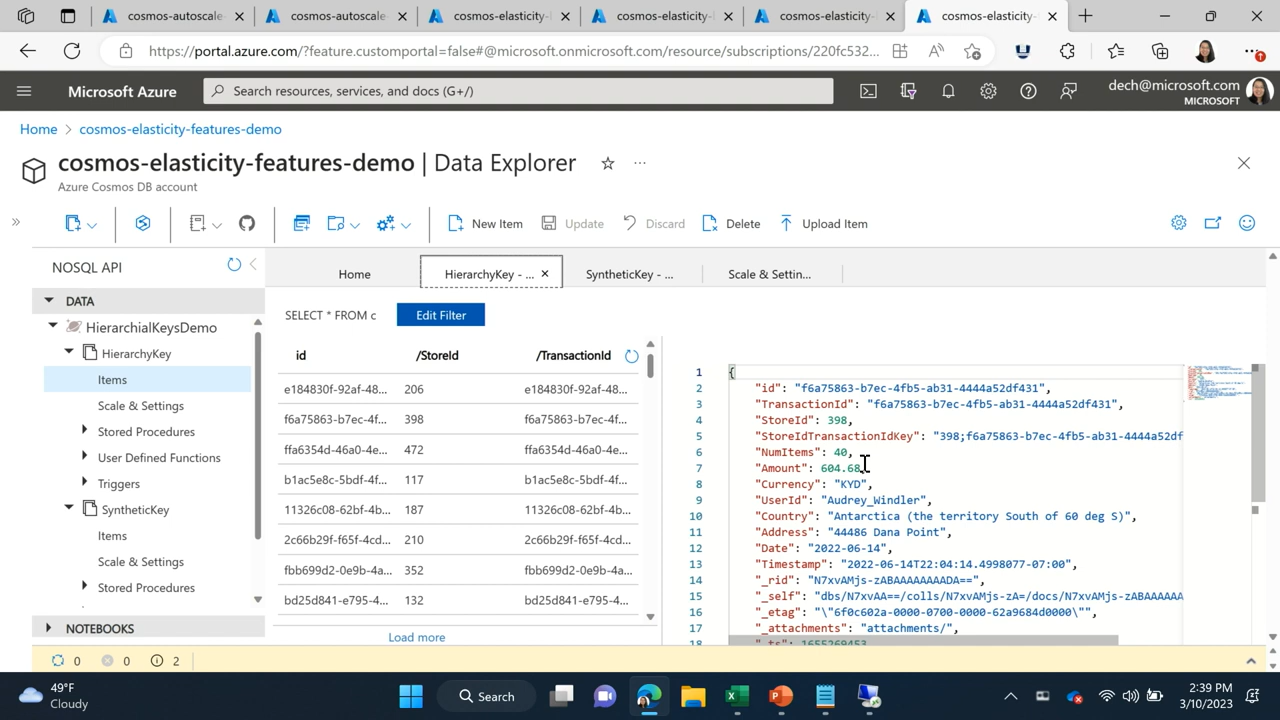 cosmos-autoscale
cosmos-autoscale
cosmos-elasticity-
cosmos-elasticity-
cosmos-elasticity-
cosmos-elasticity-
https://portal.azure.com/?feature.customportal=false#@microsoft.onmicrosoft.com/resource/subscriptions/220fc532...
Microsoft Azure
Search resources, services, and docs (G+/)
dech@microsoft.com
MICROSOFT
Home > cosmos-elasticity-features-demo
cosmos-elasticity-features-demo | Data Explorer
Azure Cosmos DB account
New Item
Update
Discard
Delete
Upload Item
NOSQL API
DATA
HierarchialKeysDemo
HierarchyKey
Items
Scale & Settings
Stored Procedures
User Defined Functions
Triggers
SyntheticKey
Items
Scale & Settings
Stored Procedures
NOTEBOOKS
Home
HierarchyKey - ...
SyntheticKey - ...
Scale & Settin...
SELECT * FROM c
Edit Filter
id /StoreId /TransactionId
e184830f-92af-48... 206 e184830f-92af-48...
f6a75863-b7ec-4f... 398 f6a75863-b7ec-4f...
ffa6354f-46a0-4e... 472 ffa6354f-46a0-4e...
b1ac5e8c-5bdf-4f... 117 b1ac5e8c-5bdf-4f...
11326c08-62bf-4b... 187 11326c08-62bf-4b...
2c66b29f-f65f-4cd... 210 2c66b29f-f65f-4cd...
fbb699d2-0e9b-4a... 352 fbb699d2-0e9b-4a...
bd25d841-e795-4... 132 bd25d841-e795-4...
Load more
1 {
2 "id": "f6a75863-b7ec-4fb5-ab31-4444a52df431",
3 "TransactionId": "f6a75863-b7ec-4fb5-ab31-4444a52df431",
4 "StoreId": 398,
5 "StoreIdTransactionIdKey": "398;f6a75863-b7ec-4fb5-ab31-4444a52df
6 "NumItems": 40,
7 "Amount": 604.68,
8 "Currency": "KYD",
9 "UserId": "Audrey_Windler",
10 "Country": "Antarctica (the territory South of 60 deg S)",
11 "Address": "44486 Dana Point",
12 "Date": "2022-06-14",
13 "Timestamp": "2022-06-14T22:04:14.4998077-07:00",
14 "_rid": "N7xvAMjs-zABAAAAAAADA==",
15 "_self": "dbs/N7xvAA==/colls/N7xvAMjs-zA=/docs/N7xvAMjs-zABAAAAA
16 "_etag": "\"6f0c602a-0000-0700-0000-62a9684d0000\"",
17 "_attachments": "attachments/",
18 "_ts": 1655269453
0
0
2
49°F
Cloudy
Search
2:39 PM
3/10/2023